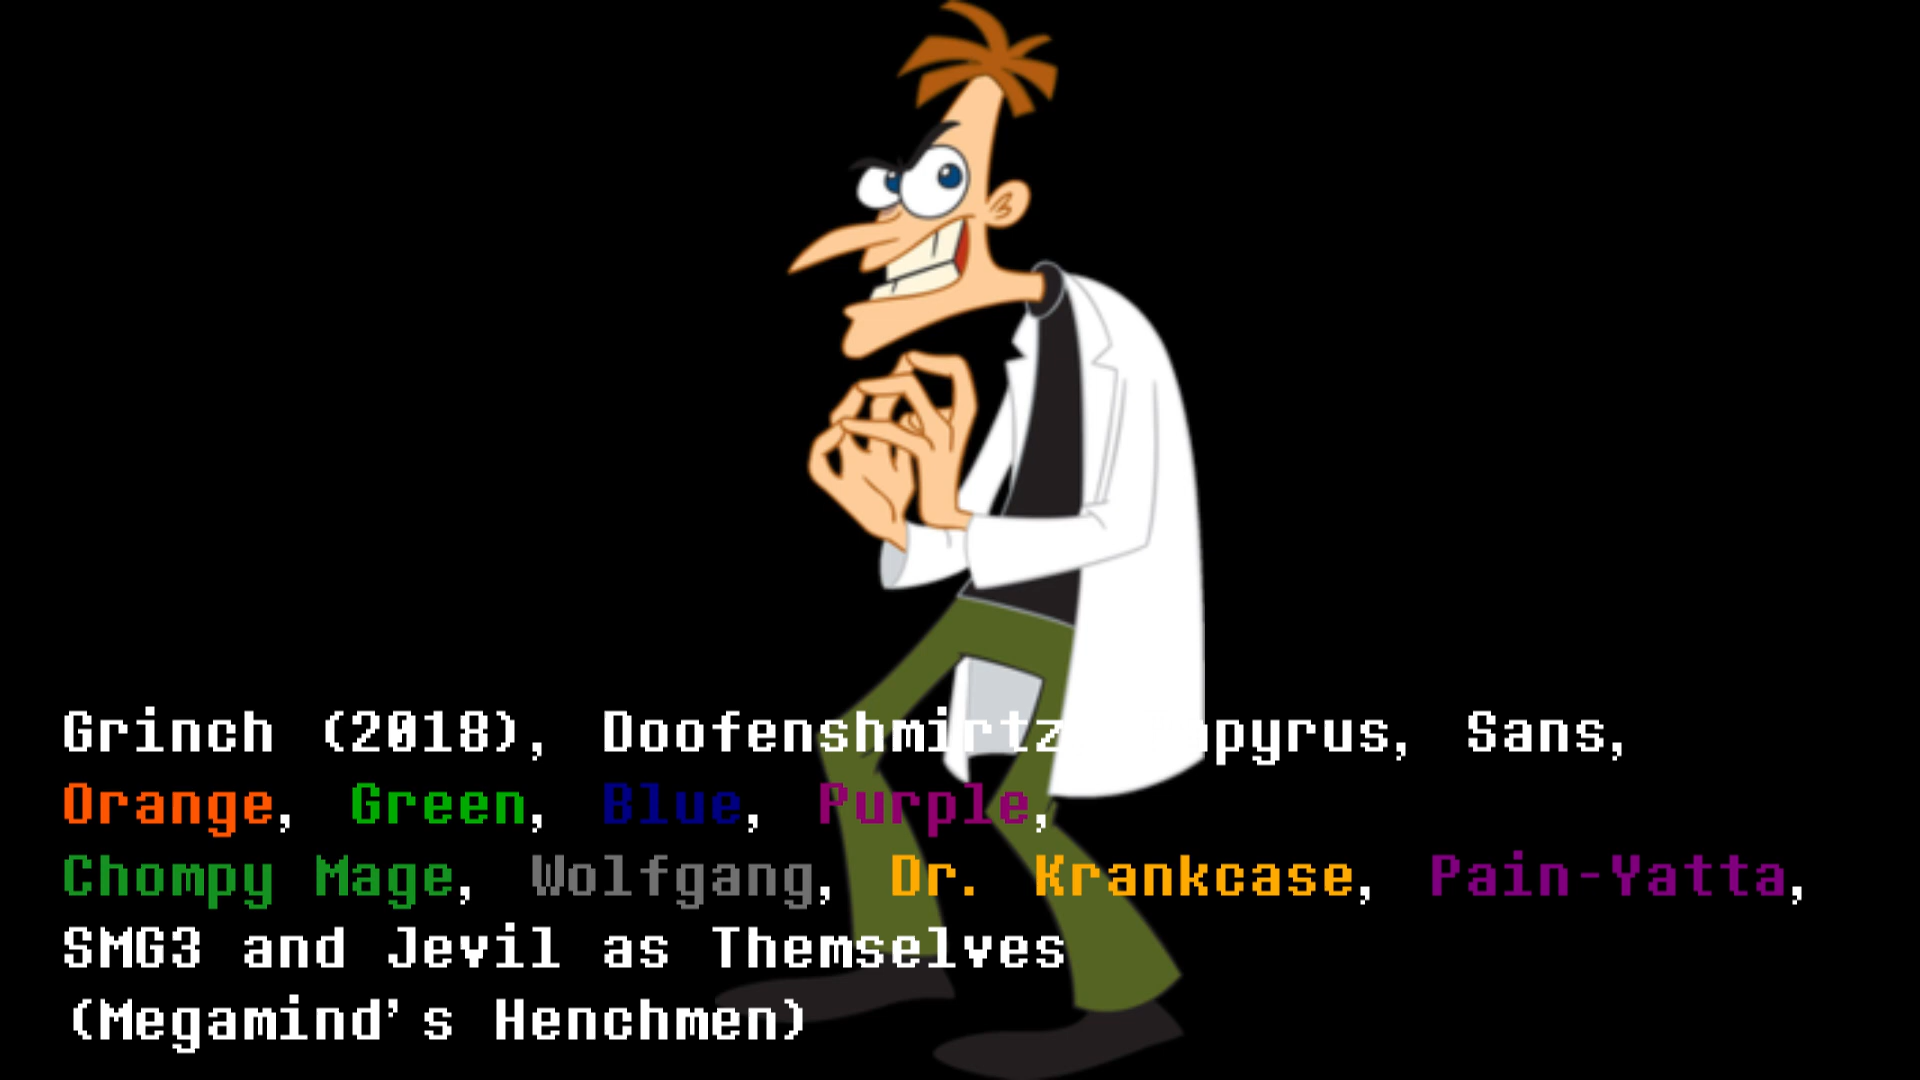 Grinch (2018), Doofenshmirtz, Papyrus, Sans,
Orange, Green, Blue, Purple,
Chompy Mage, Wolfgang, Dr. Krankcase, Pain-Yatta,
SMG3 and Jevil as Themselves
(Megamind's Henchmen)